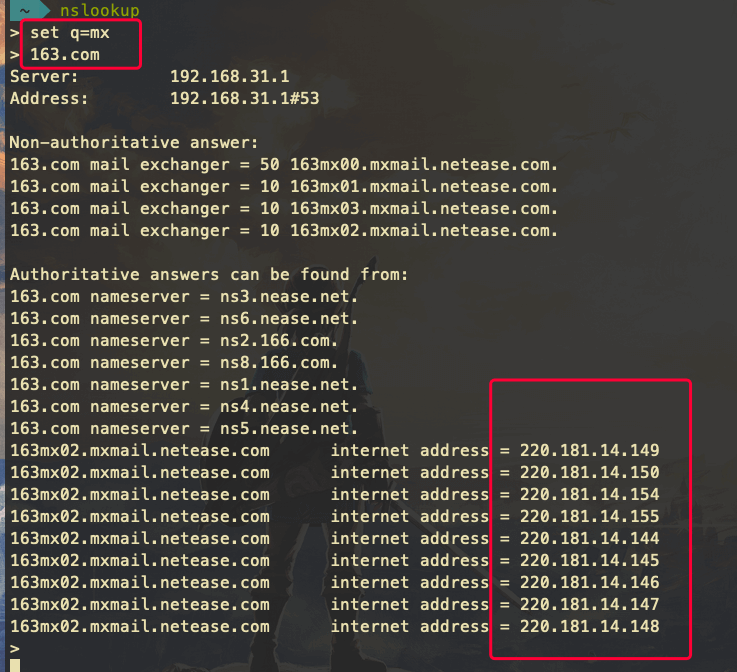 ~ nslookup
> set q=mx
> 163.com
Server: 192.168.31.1
Address: 192.168.31.1#53
Non-authoritative answer:
163.com mail exchanger = 50 163mx00.mxmail.netease.com.
163.com mail exchanger = 10 163mx01.mxmail.netease.com.
163.com mail exchanger = 10 163mx03.mxmail.netease.com.
163.com mail exchanger = 10 163mx02.mxmail.netease.com.
Authoritative answers can be found from:
163.com nameserver = ns3.nease.net.
163.com nameserver = ns6.nease.net.
163.com nameserver = ns2.166.com.
163.com nameserver = ns8.166.com.
163.com nameserver = ns1.nease.net.
163.com nameserver = ns4.nease.net.
163.com nameserver = ns5.nease.net.
163mx02.mxmail.netease.com internet address = 220.181.14.149
163mx02.mxmail.netease.com internet address = 220.181.14.150
163mx02.mxmail.netease.com internet address = 220.181.14.154
163mx02.mxmail.netease.com internet address = 220.181.14.155
163mx02.mxmail.netease.com internet address = 220.181.14.144
163mx02.mxmail.netease.com internet address = 220.181.14.145
163mx02.mxmail.netease.com internet address = 220.181.14.146
163mx02.mxmail.netease.com internet address = 220.181.14.147
163mx02.mxmail.netease.com internet address = 220.181.14.148
>